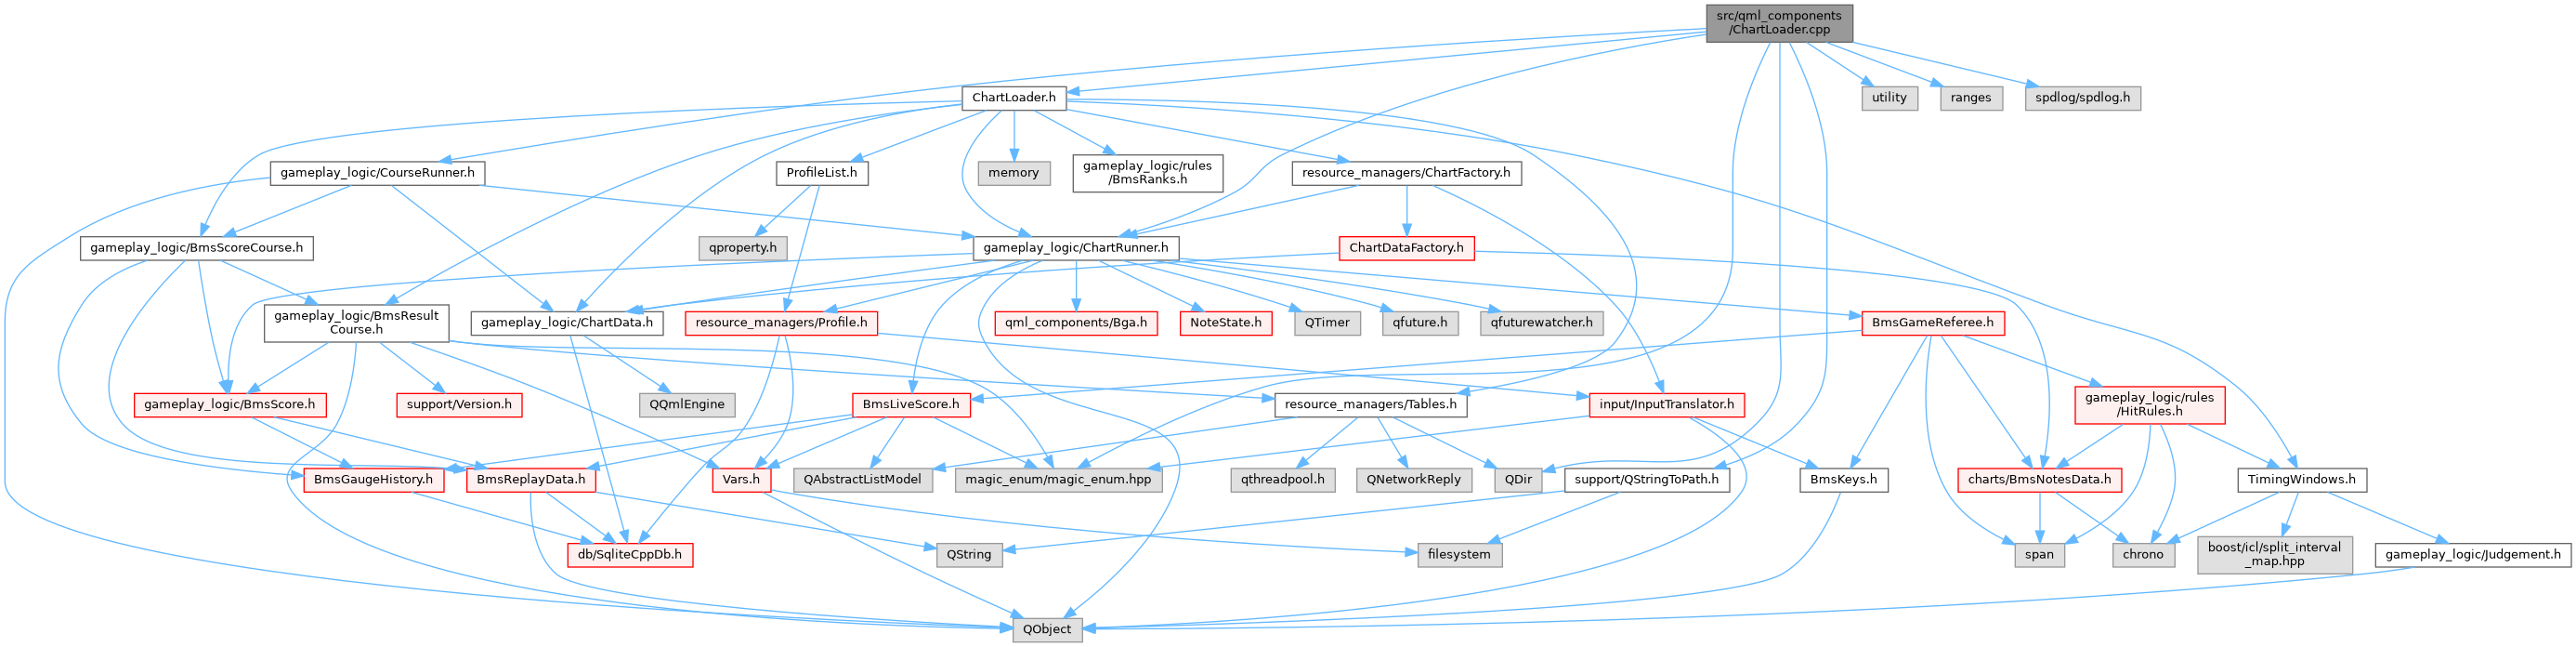 src/qml_components
/ChartLoader.cpp
ChartLoader.h
utility
ranges
spdlog/spdlog.h
gameplay_logic/CourseRunner.h
ProfileList.h
memory
gameplay_logic/rules
/BmsRanks.h
resource_managers/ChartFactory.h
gameplay_logic/BmsScoreCourse.h
qproperty.h
gameplay_logic/ChartRunner.h
ChartDataFactory.h
gameplay_logic/BmsResult
Course.h
gameplay_logic/ChartData.h
resource_managers/Profile.h
qml_components/Bga.h
NoteState.h
QTimer
qfuture.h
qfuturewatcher.h
BmsGameReferee.h
gameplay_logic/BmsScore.h
support/Version.h
QQmlEngine
BmsLiveScore.h
resource_managers/Tables.h
input/InputTranslator.h
gameplay_logic/rules
/HitRules.h
BmsGaugeHistory.h
BmsReplayData.h
Vars.h
QAbstractListModel
magic_enum/magic_enum.hpp
qthreadpool.h
QNetworkReply
QDir
support/QStringToPath.h
BmsKeys.h
charts/BmsNotesData.h
TimingWindows.h
db/SqliteCppDb.h
QString
filesystem
span
chrono
boost/icl/split_interval
_map.hpp
gameplay_logic/Judgement.h
QObject